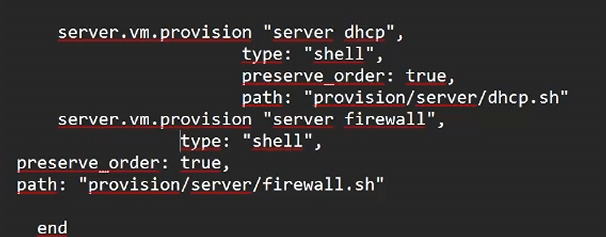 server.vm.provision "server dhcp",
type: "shell",
preserve_order: true,
path: "provision/server/dhcp.sh"
server.vm.provision "server firewall",
type: "shell",
preserve_order: true,
path: "provision/server/firewall.sh"
end